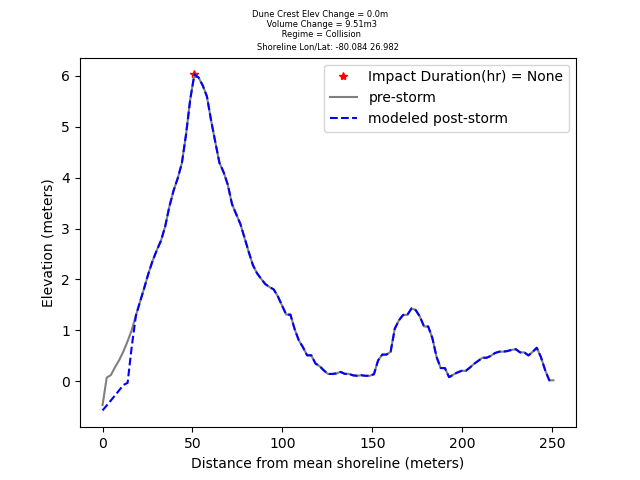 Dune Crest Elev Change = 0.0m
Volume Change = 9.51m3
Regime = Collision
Shoreline Lon/Lat: -80.084 26.982
Impact Duration(hr) = None
pre-storm
modeled post-storm
Elevation (meters)
6
5
4
3
2
1
0
0 50 100 150 200 250
Distance from mean shoreline (meters)